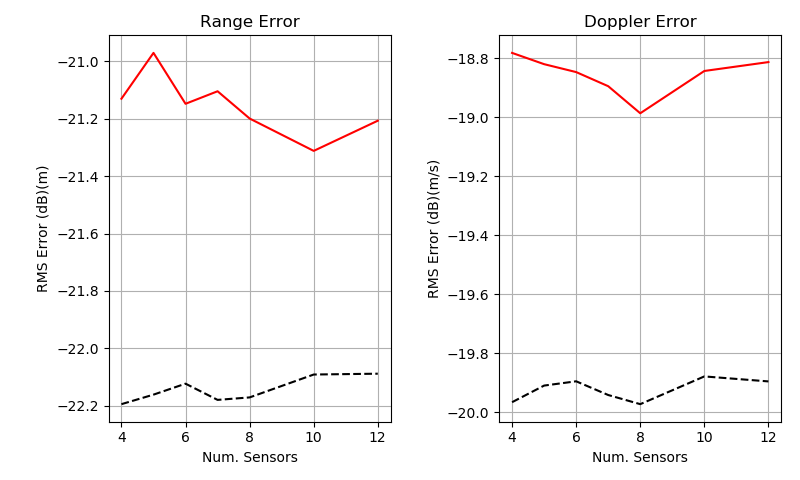 Range Error
RMS Error (dB)(m)
−21.0
−21.2
−21.4
−21.6
−21.8
−22.0
−22.2
4 6 8 10 12
Num. Sensors
Doppler Error
RMS Error (dB)(m/s)
−18.8
−19.0
−19.2
−19.4
−19.6
−19.8
−20.0
4 6 8 10 12
Num. Sensors